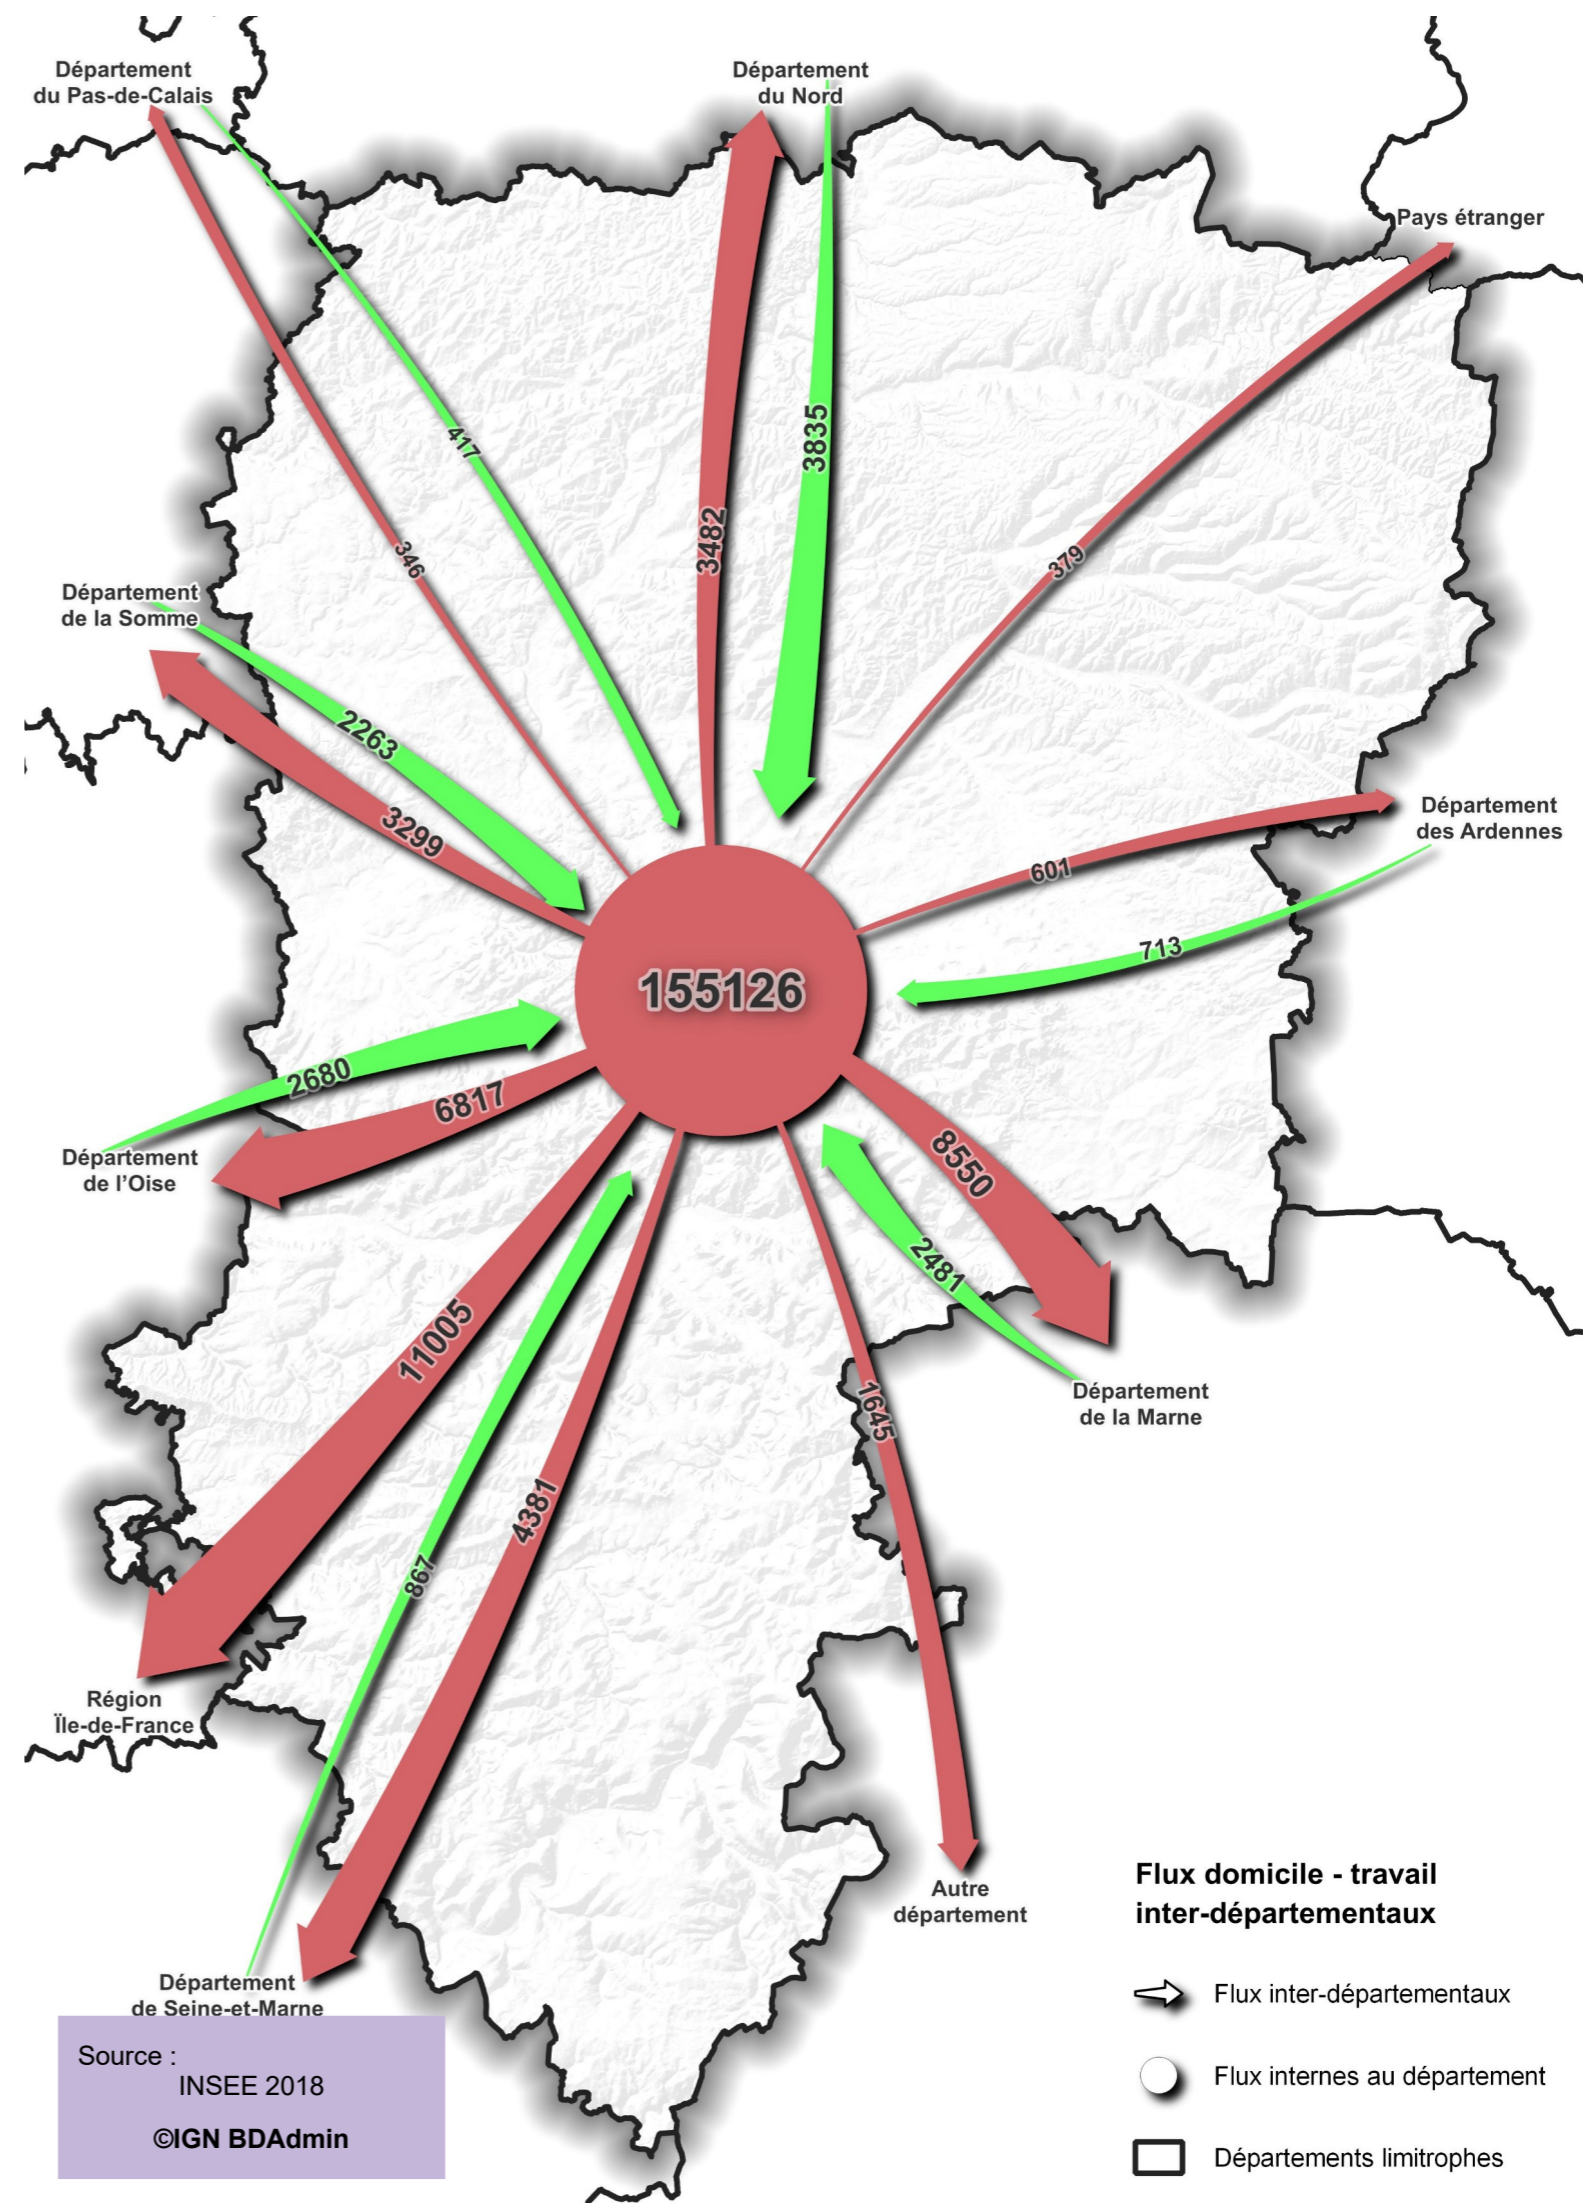 Département
du Pas-de-Calais
Département
du Nord
Pays étranger
417
3835
3482
346
379
Département
de la Somme
2263
3299
Département
des Ardennes
601
713
155126
2680
6817
Département
de l'Oise
8550
2481
11005
1645
Département
de la Marne
4381
867
Région
Ïle-de-France
Autre
département
Département
de Seine-et-Marne
Flux domicile - travail
inter-départementaux
Flux inter-départementaux
Flux internes au département
Départements limitrophes
Source :
INSEE 2018
©IGN BDAdmin